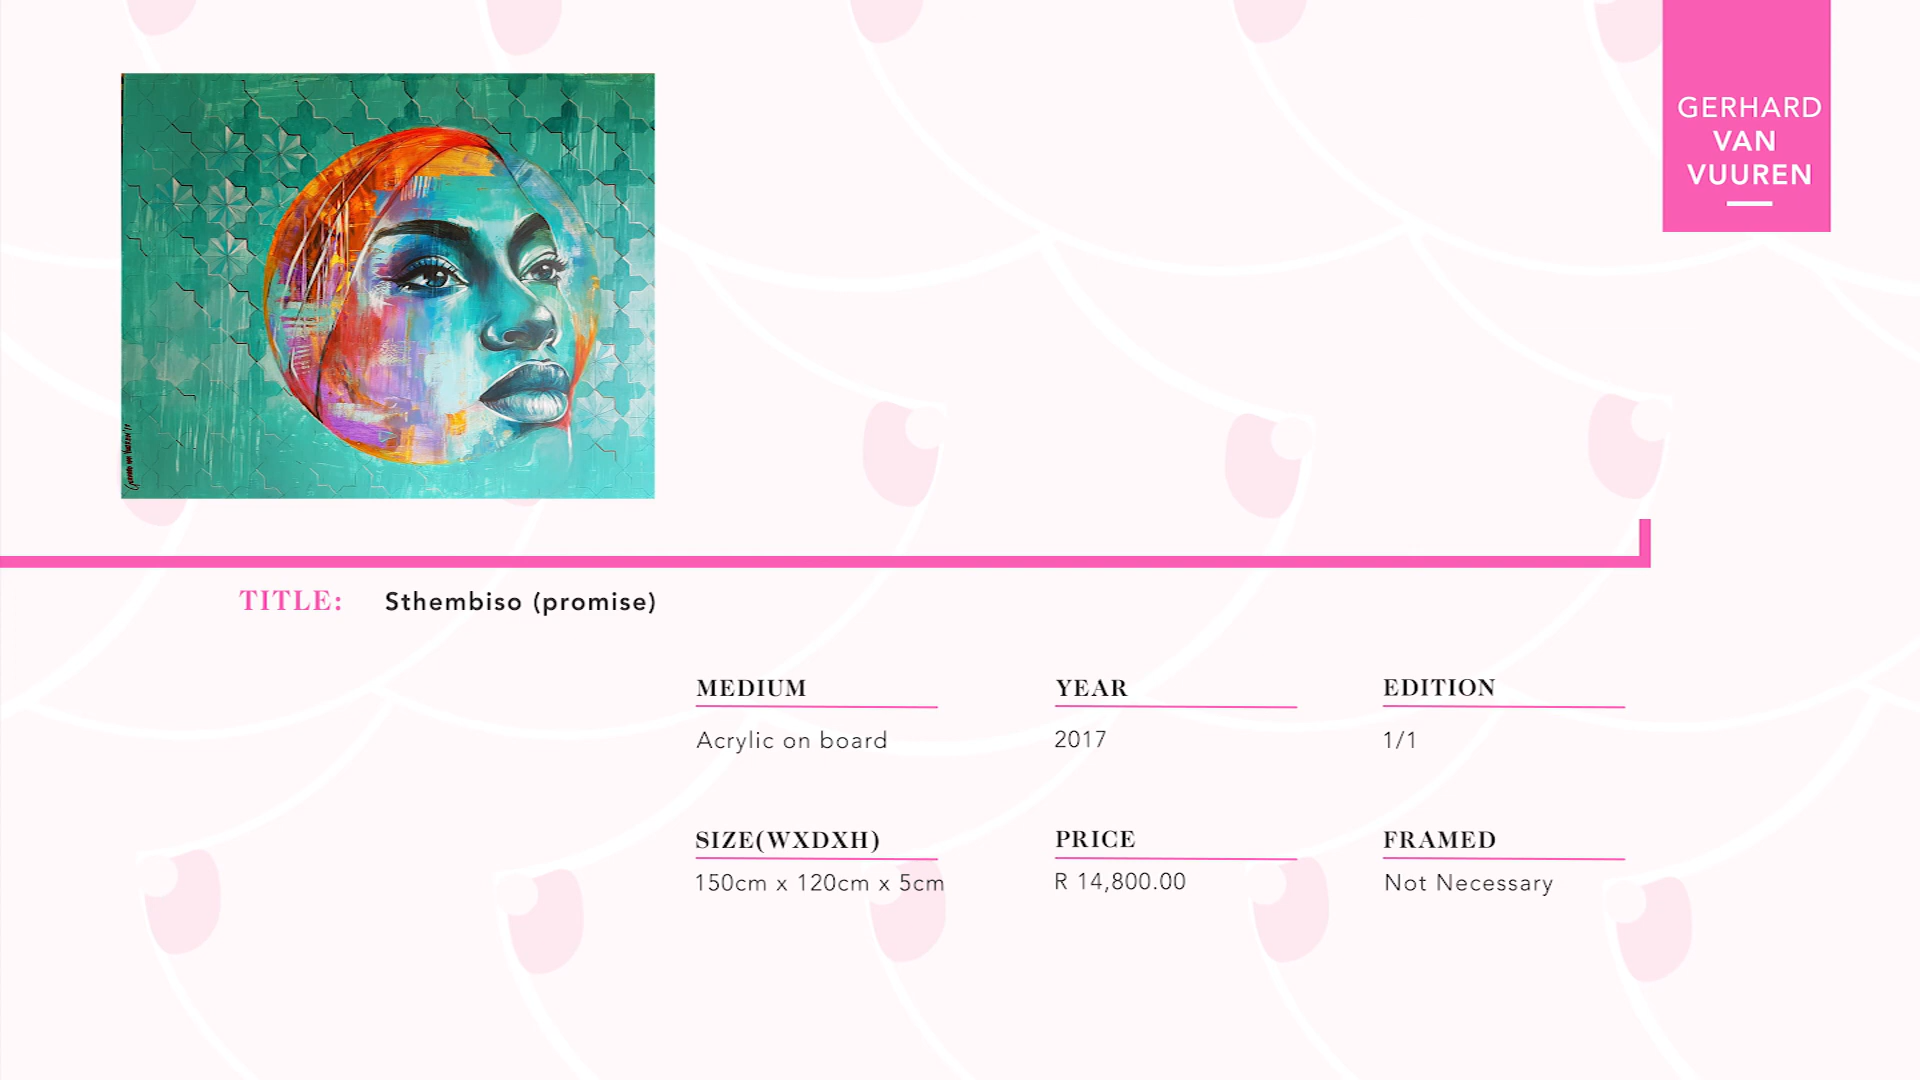 GERHARD
VAN
VUUREN
TITLE: Sthembiso (promise)
MEDIUM
Acrylic on board
YEAR
2017
EDITION
1/1
SIZE(WXDXH)
150cm x 120cm x 5cm
PRICE
R 14,800.00
FRAMED
Not Necessary